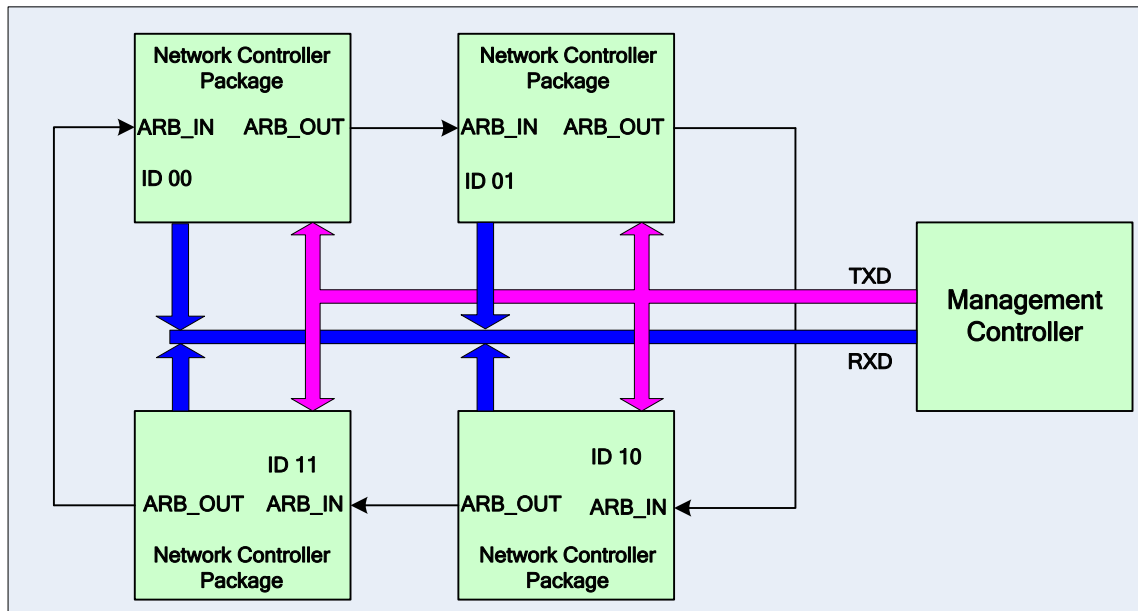 Network Controller
Package
ARB_IN
ARB_OUT
ID 00
Network Controller
Package
ARB_IN
ARB_OUT
ID 01
TXD
RXD
Management
Controller
ID 11
ARB_OUT
ARB_IN
Network Controller
Package
ID 10
ARB_OUT
ARB_IN
Network Controller
Package